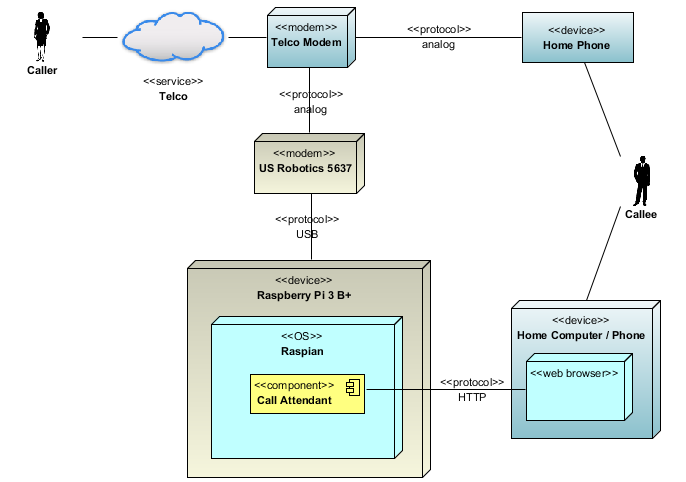 <<modem>>
Telco Modem
<<protocol>>
analog
<<device>>
Home Phone
Caller
<<service>>
Telco
<<protocol>>
analog
<<modem>>
US Robotics 5637
Callee
<<protocol>>
USB
<<device>>
Raspberry Pi 3 B+
<<OS>>
Raspian
<<component>>
Call Attendant
<<protocol>>
HTTP
<<device>>
Home Computer / Phone
<<web browser>>